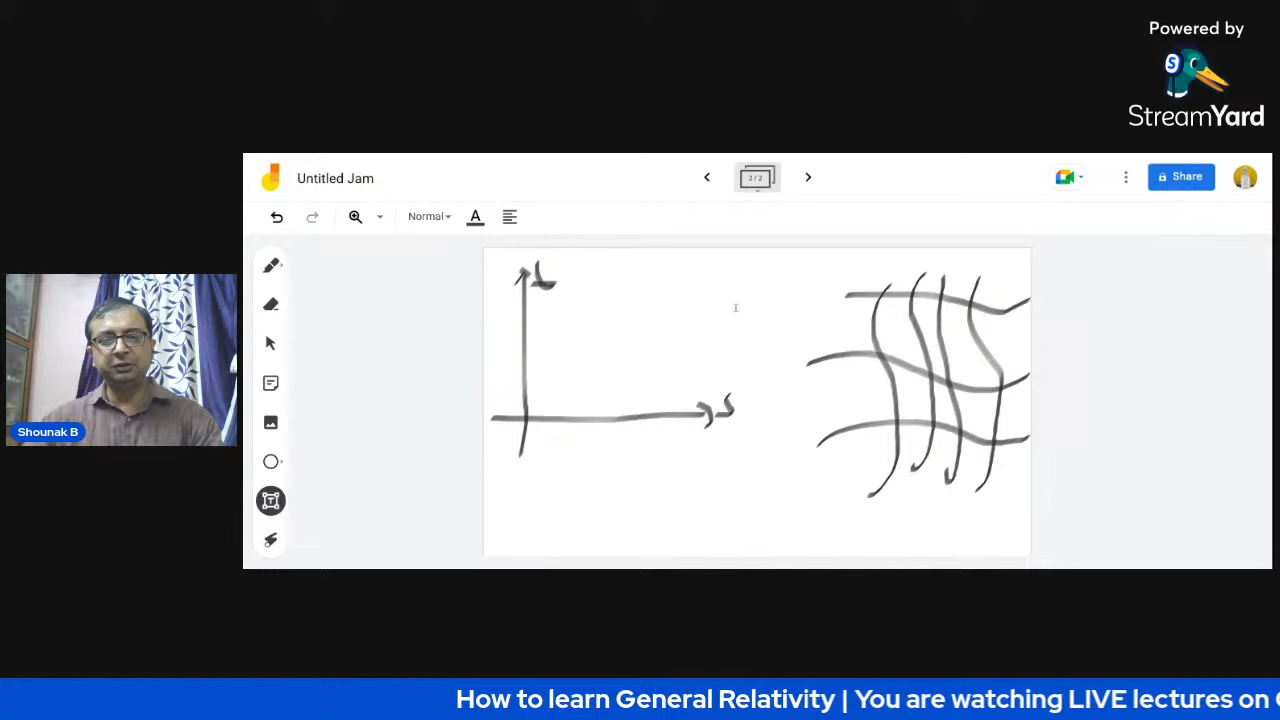 Powered by
StreamYard
Untitled Jam
2/2
Share
Normal
A
t
s
Shounak B
How to learn General Relativity | You are watching LIVE lectures on